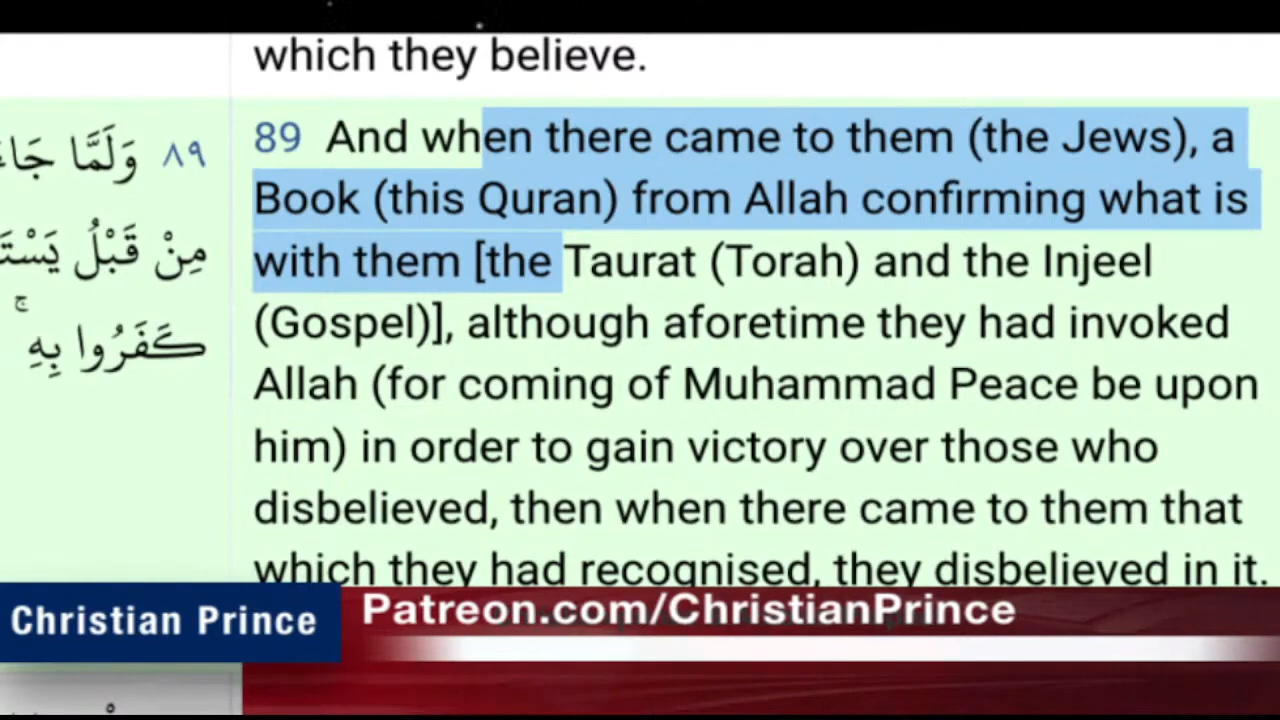 which they believe.
٨٩ وَلَمَّا جَاءَ
مِنْ قَبْلُ يَسْتَ
كَفَرُوا بِهِ ۚ
89 And when there came to them (the Jews), a
Book (this Quran) from Allah confirming what is
with them [the Taurat (Torah) and the Injeel
(Gospel)], although aforetime they had invoked
Allah (for coming of Muhammad Peace be upon
him) in order to gain victory over those who
disbelieved, then when there came to them that
which they had recognised, they disbelieved in it.
Christian Prince
Patreon.com/ChristianPrince